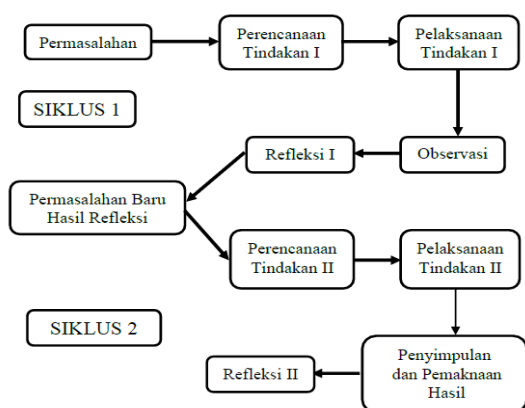 Permasalahan
Perencanaan
Tindakan I
Pelaksanaan
Tindakan I
SIKLUS 1
Refleksi I
Observasi
Permasalahan Baru
Hasil Refleksi
Perencanaan
Tindakan II
Pelaksanaan
Tindakan II
SIKLUS 2
Refleksi II
Penyimpulan
dan Pemaknaan
Hasil